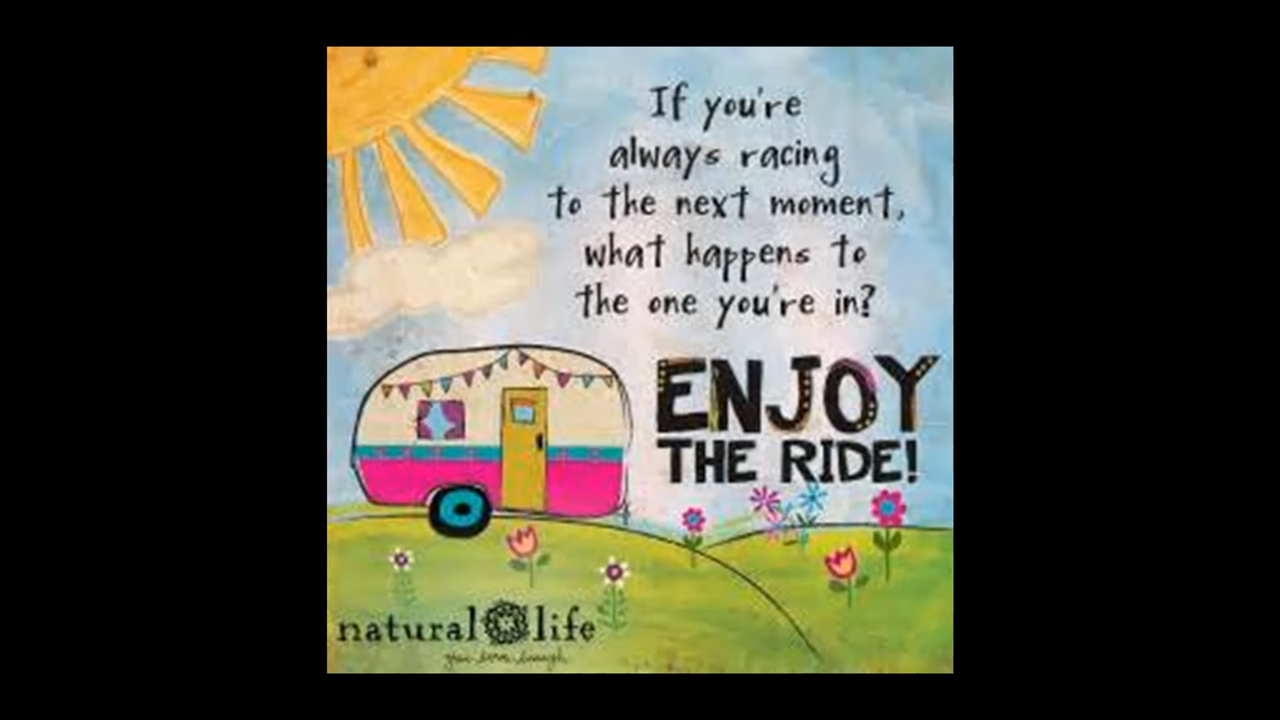 If you're
always racing
to the next moment,
what happens to
the one you're in?
ENJOY
THE RIDE!
natural life